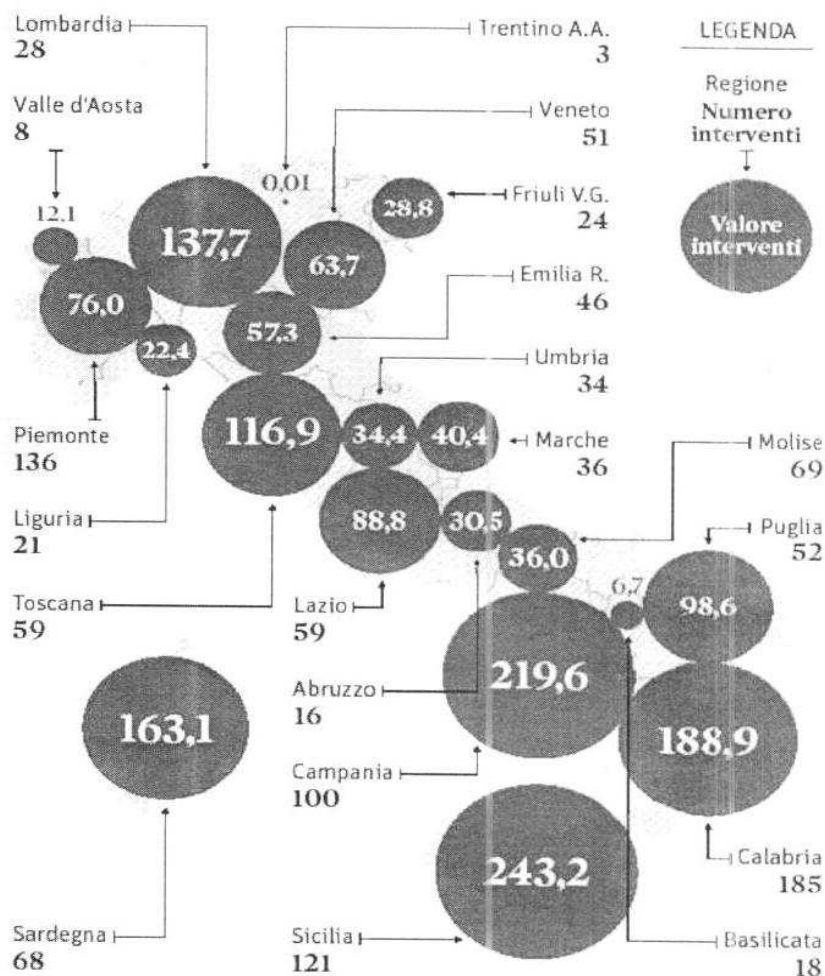 Lombardia
28
Trentino A.A.
3
LEGENDA
Regione
Numero
interventi
Valore
interventi
Valle d'Aosta
8
Veneto
51
0,01
Friuli V.G.
24
28,8
12,1
137,7
63,7
76,0
Emilia R.
46
57,3
22,4
Umbria
34
116,9
34,4
40,4
Marche
36
Molise
69
Piemonte
136
88,8
30,5
Liguria
21
36,0
Puglia
52
6,7
98,6
Toscana
59
Lazio
59
219,6
Abruzzo
16
163,1
188,9
Campania
100
243,2
Calabria
185
Sardegna
68
Sicilia
121
Basilicata
18